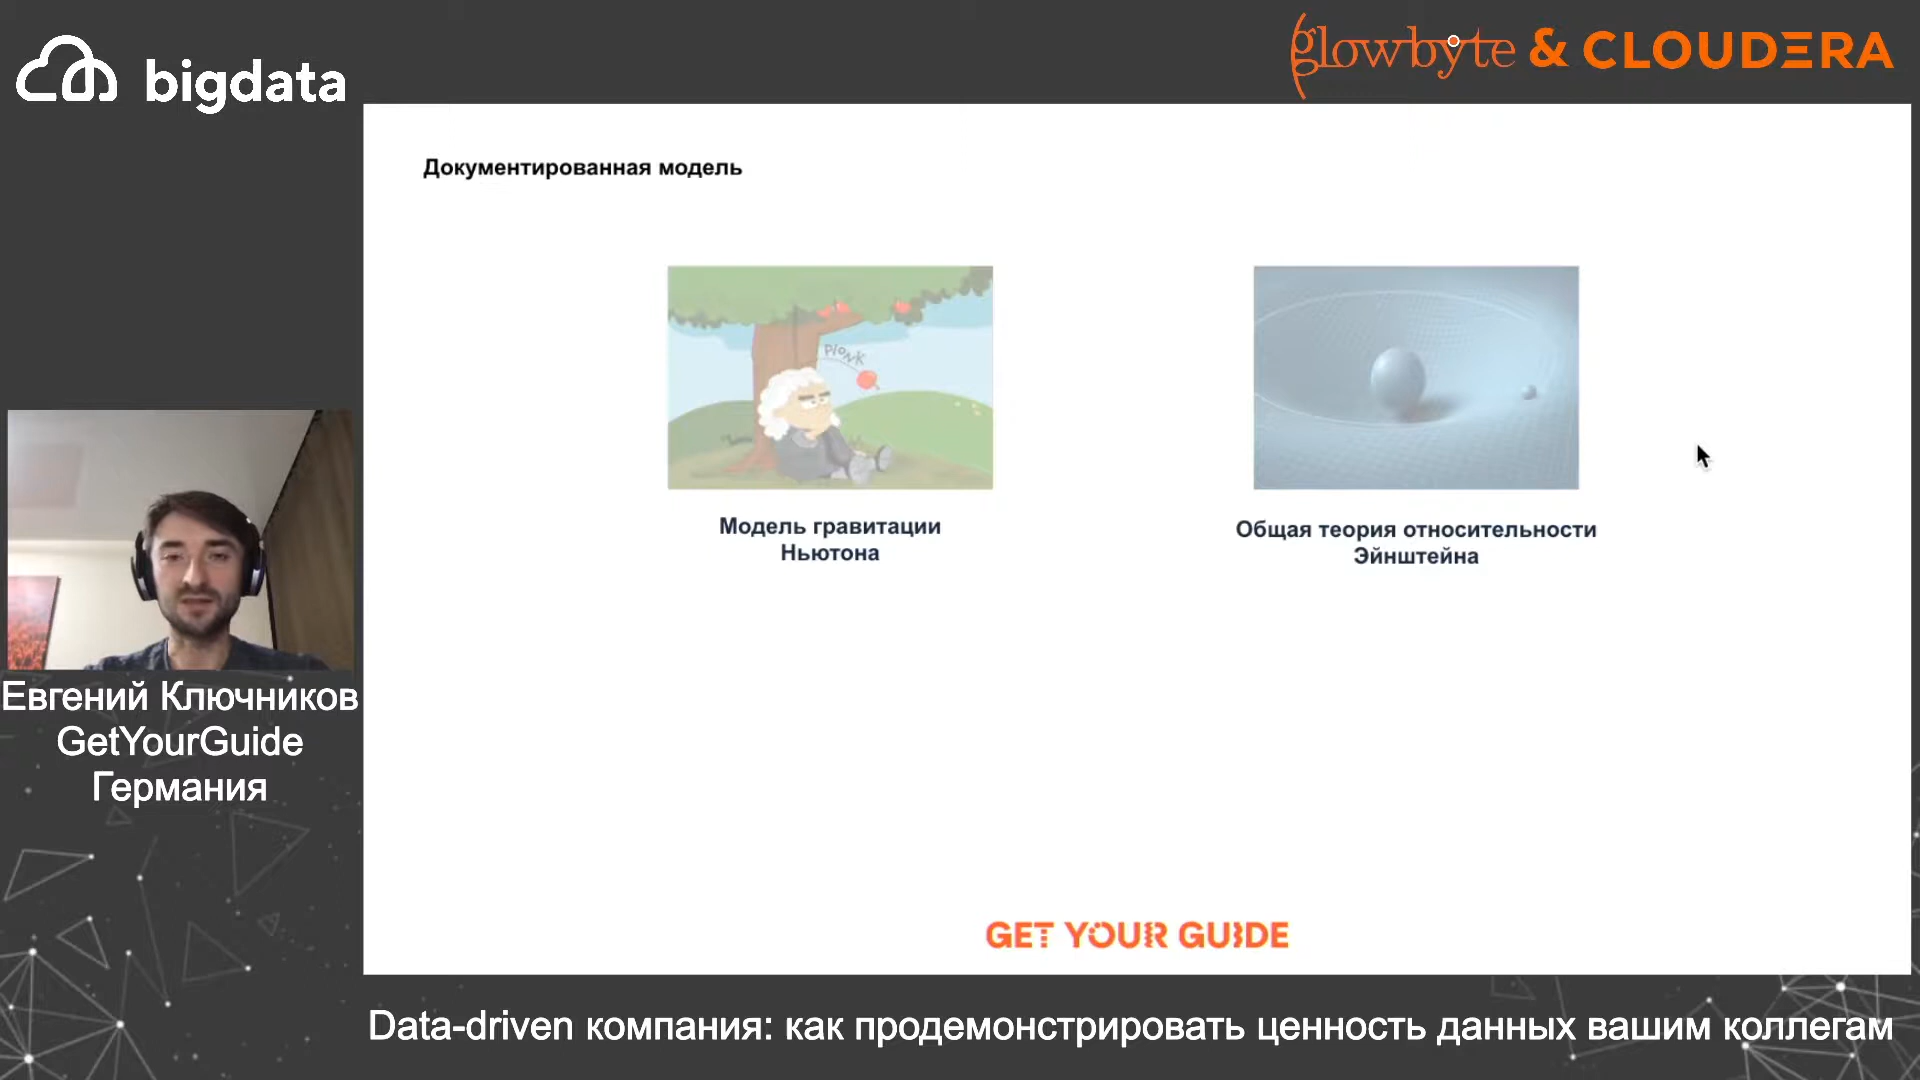 bigdata
glowbyte & CLOUDERA
Документированная модель
PIONK
Модель гравитации
Ньютона
Общая теория относительности
Эйнштейна
Евгений Ключников
GetYourGuide
Германия
GET YOUR GUIDE
Data-driven компания: как продемонстрировать ценность данных вашим коллегам